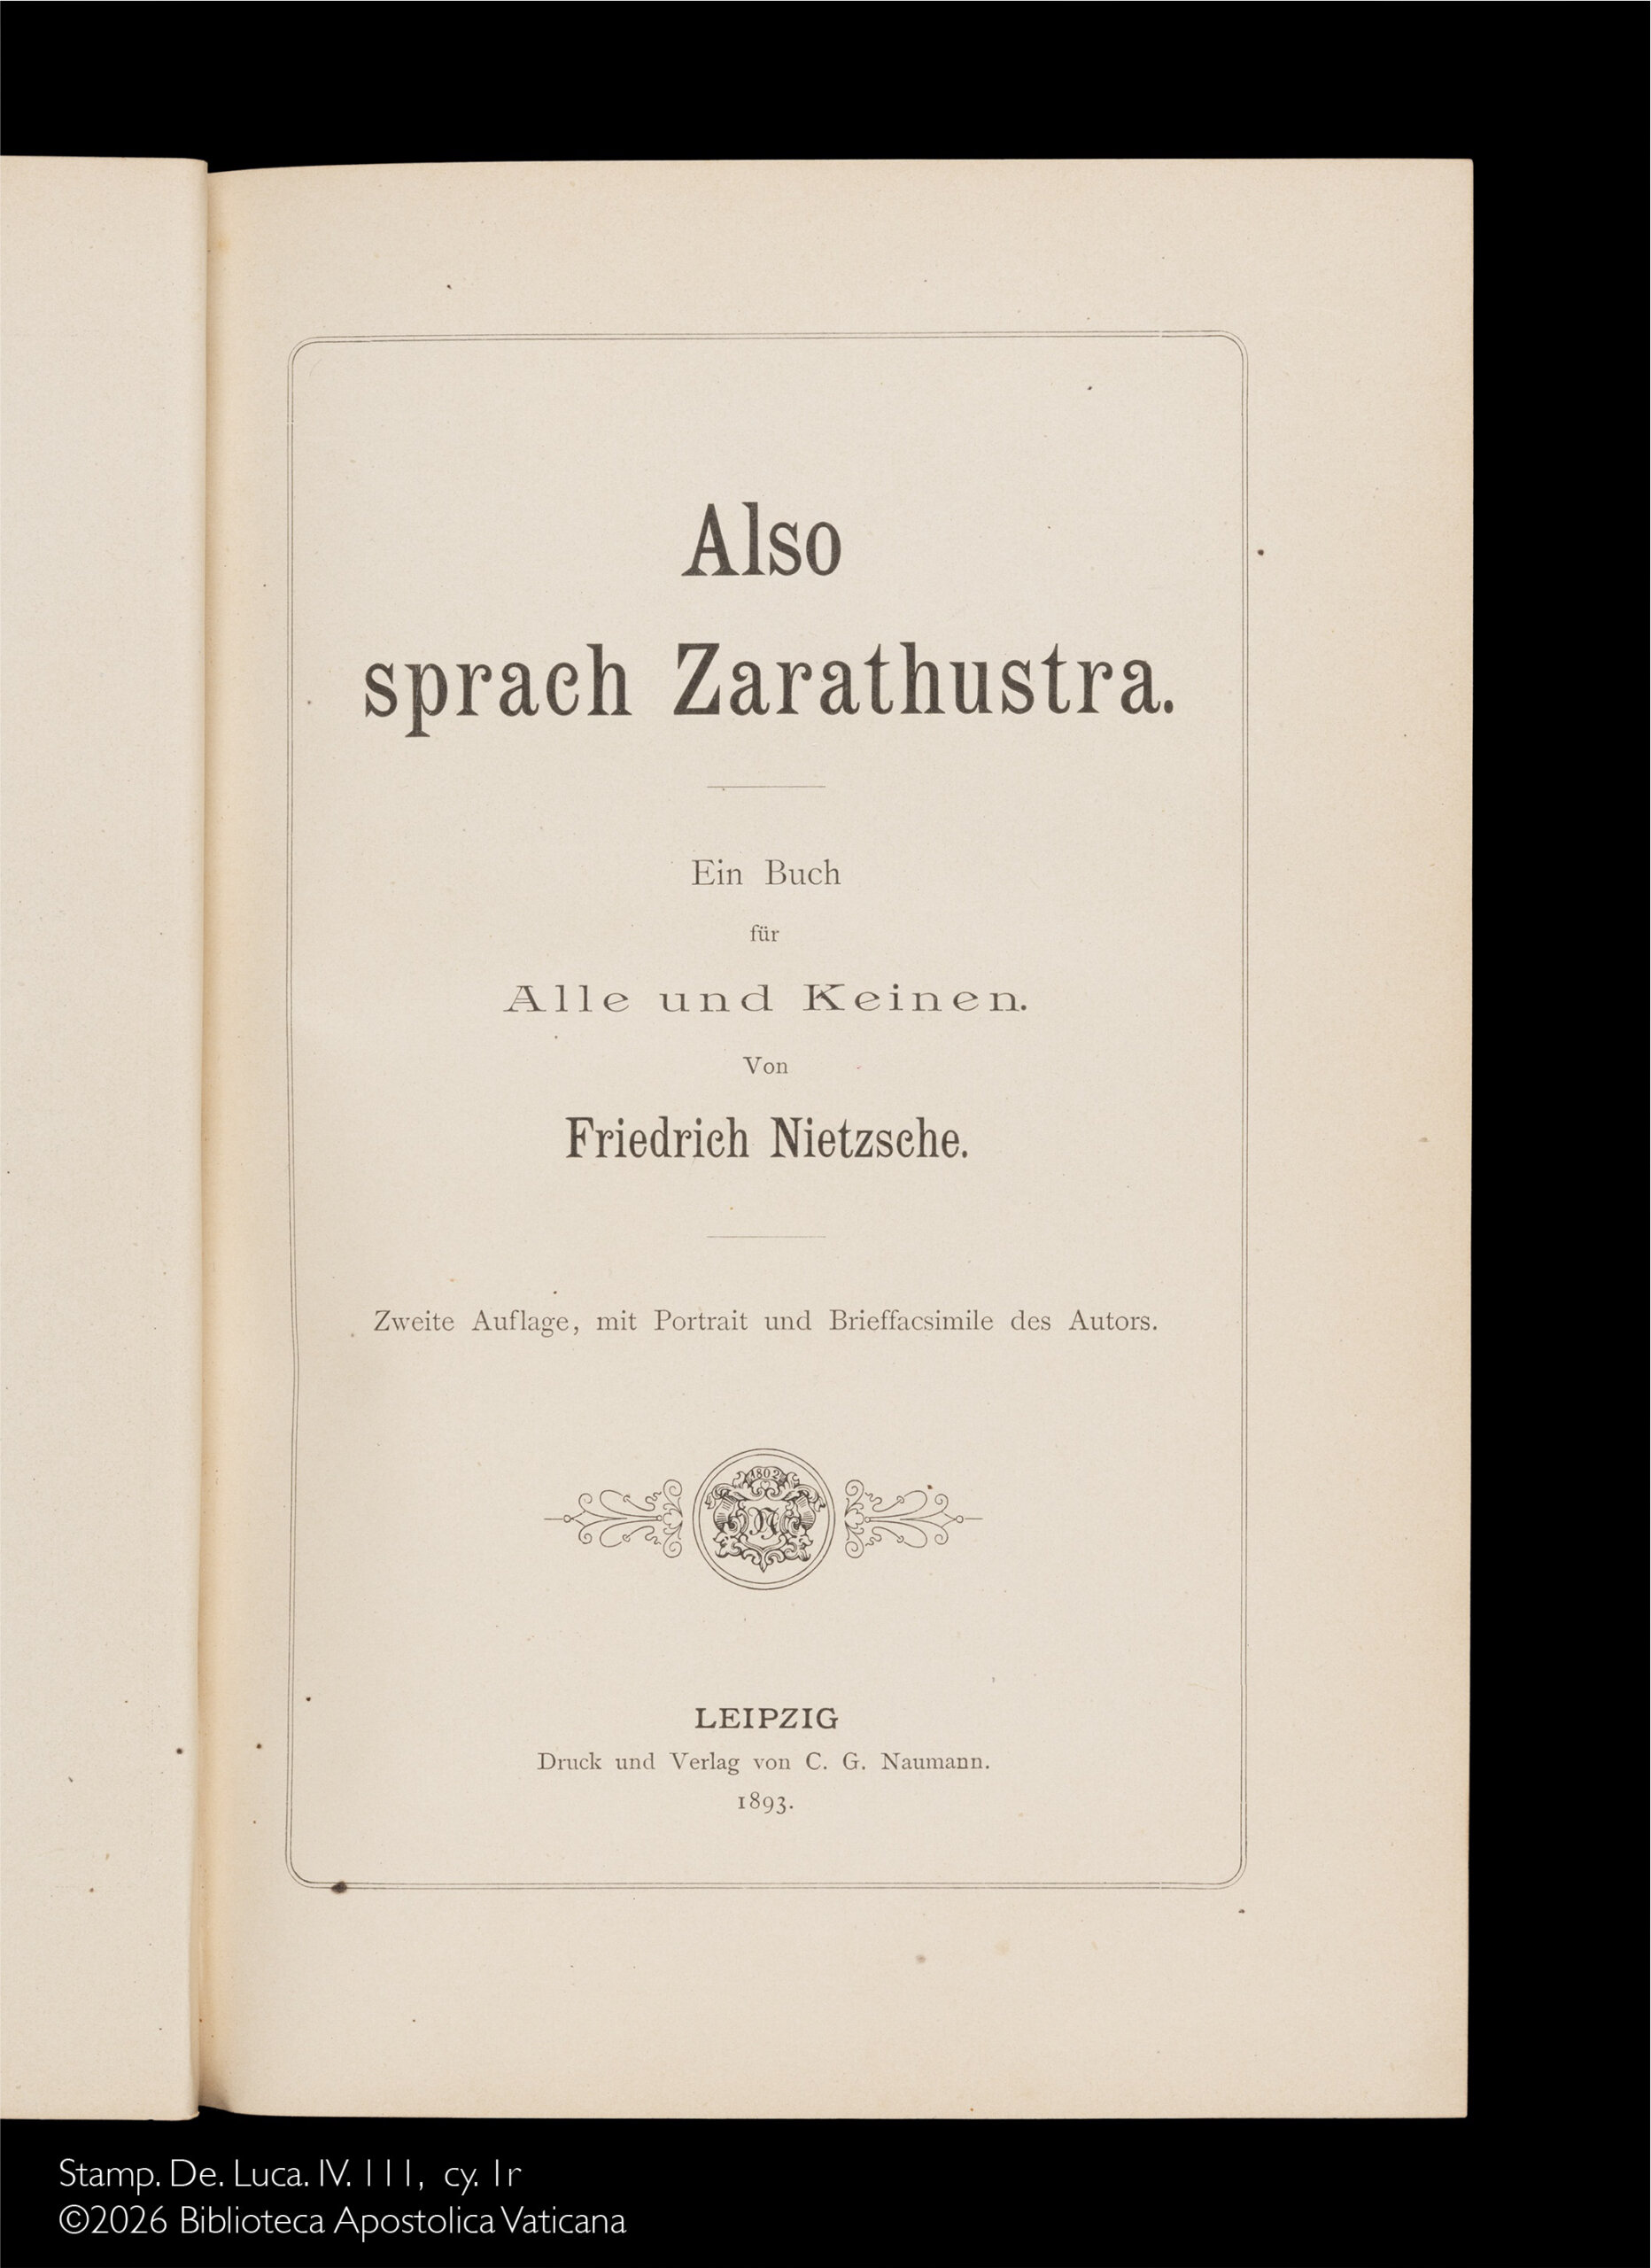 Also
sprach Zarathustra.
Ein Buch
für
Alle und Keinen.
Von
Friedrich Nietzsche.
Zweite Auflage, mit Portrait und Brieffacsimile des Autors.
1802
N
LEIPZIG
Druck und Verlag von C. G. Naumann.
1893.
Stamp. De. Luca. IV. 111, cy. 1r
©2026 Biblioteca Apostolica Vaticana